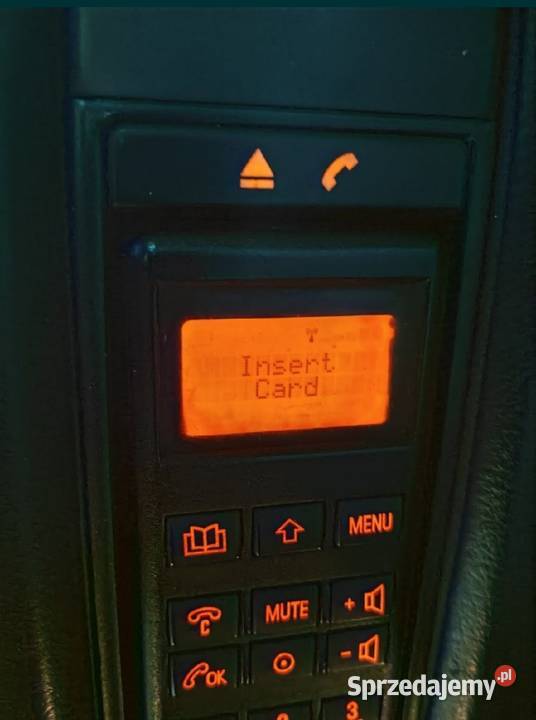 Insert
Card
MENU
C
MUTE
+
OK
-
3
Sprzedajemy.pl